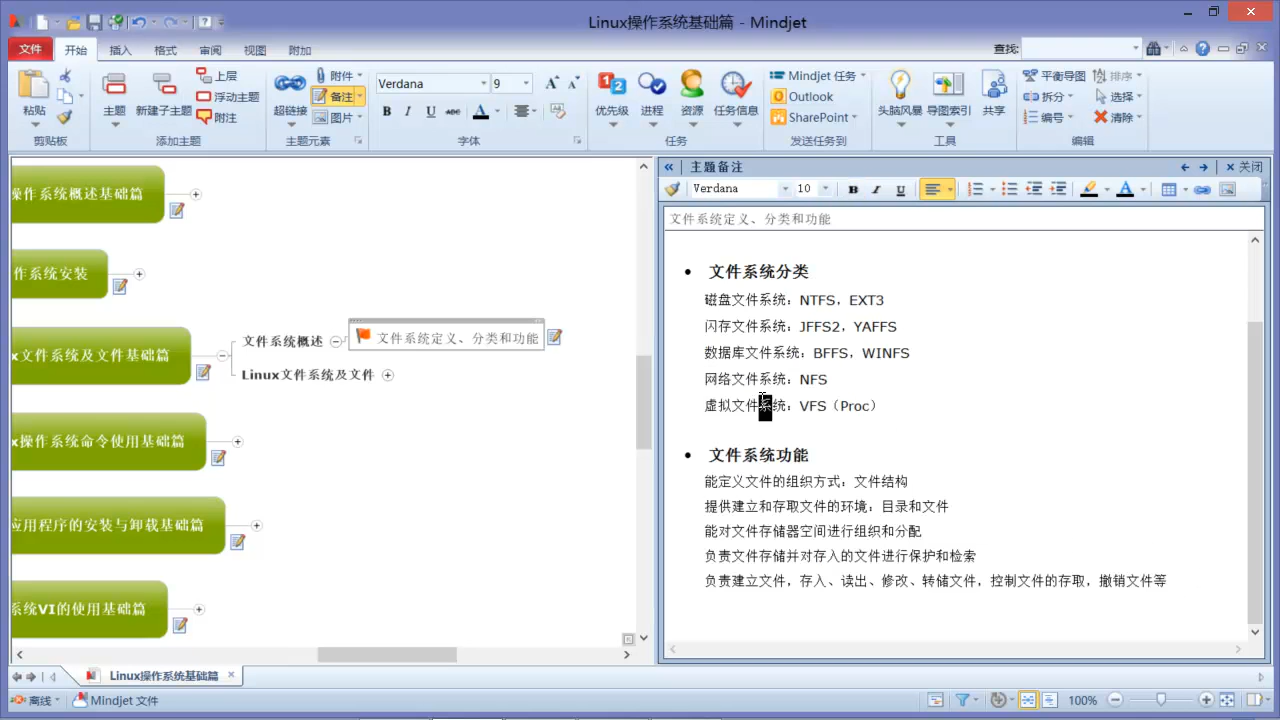 Linux操作系统基础篇 - Mindjet
文件
开始
插入
格式
审阅
视图
附加
查找:
粘贴
剪贴板
主题
新建子主题
上层
浮动主题
附注
添加主题
超链接
附件
备注
图片
主题元素
Verdana
9
B I U abc A
字体
优先级
进程
资源
任务信息
任务
Mindjet 任务
Outlook
SharePoint
发送任务到
头脑风暴
导图索引
共享
工具
平衡导图
拆分
编号
排序
选择
清除
编辑
操作系统概述基础篇
作系统安装
x文件系统及文件基础篇
文件系统概述
文件系统定义、分类和功能
Linux文件系统及文件
x操作系统命令使用基础篇
应用程序的安装与卸载基础篇
系统VI的使用基础篇
主题备注
关闭
Verdana
10
B I U
A
文件系统定义、分类和功能
• 文件系统分类
磁盘文件系统：NTFS，EXT3
闪存文件系统：JFFS2，YAFFS
数据库文件系统：BFFS，WINFS
网络文件系统：NFS
虚拟文件系统：VFS（Proc）
• 文件系统功能
能定义文件的组织方式：文件结构
提供建立和存取文件的环境：目录和文件
能对文件存储器空间进行组织和分配
负责文件存储并对存入的文件进行保护和检索
负责建立文件，存入、读出、修改、转储文件，控制文件的存取，撤销文件等
Linux操作系统基础篇
离线
Mindjet 文件
100%